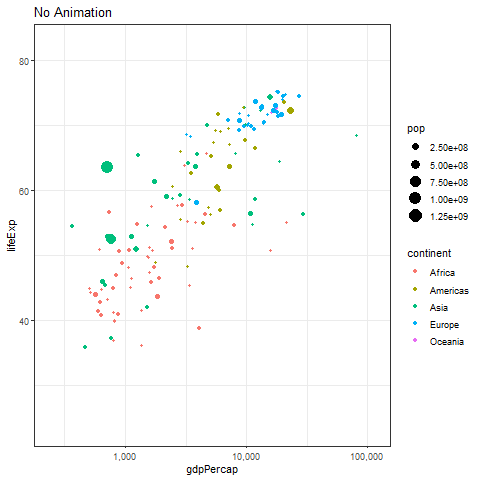 No Animation
lifeExp
80
60
40
1,000
10,000
100,000
gdpPercap
pop
2.50e+08
5.00e+08
7.50e+08
1.00e+09
1.25e+09
continent
Africa
Americas
Asia
Europe
Oceania